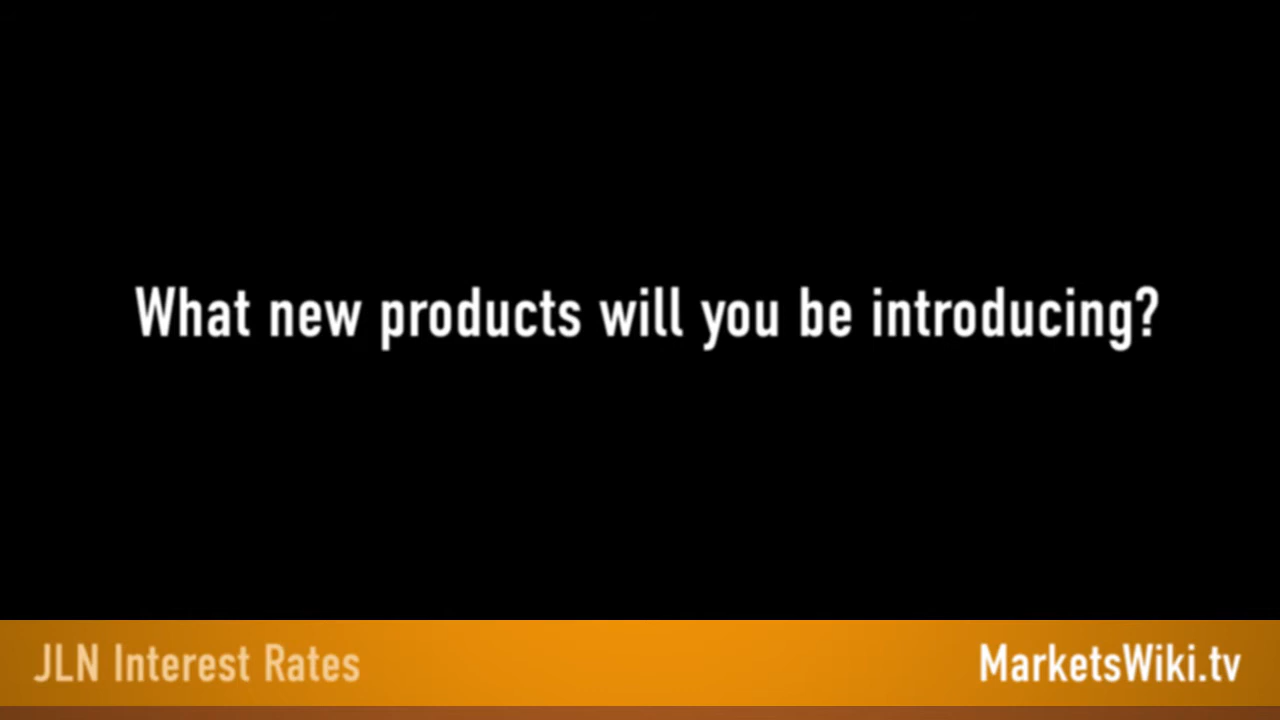 What new products will you be introducing?
JLN Interest Rates
MarketsWiki.tv